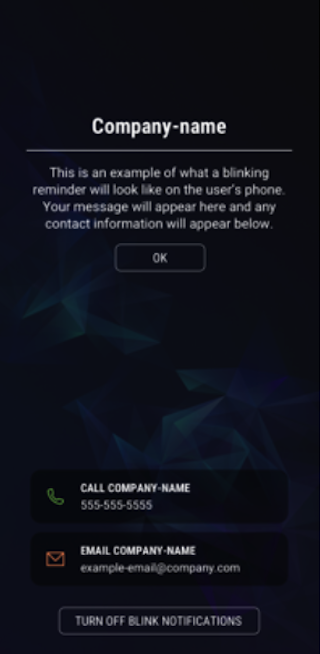 Company-name
This is an example of what a blinking
reminder will look like on the user's phone.
Your message will appear here and any
contact information will appear below.
OK
CALL COMPANY-NAME
555-555-5555
EMAIL COMPANY-NAME
example-email@company.com
TURN OFF BLINK NOTIFICATIONS